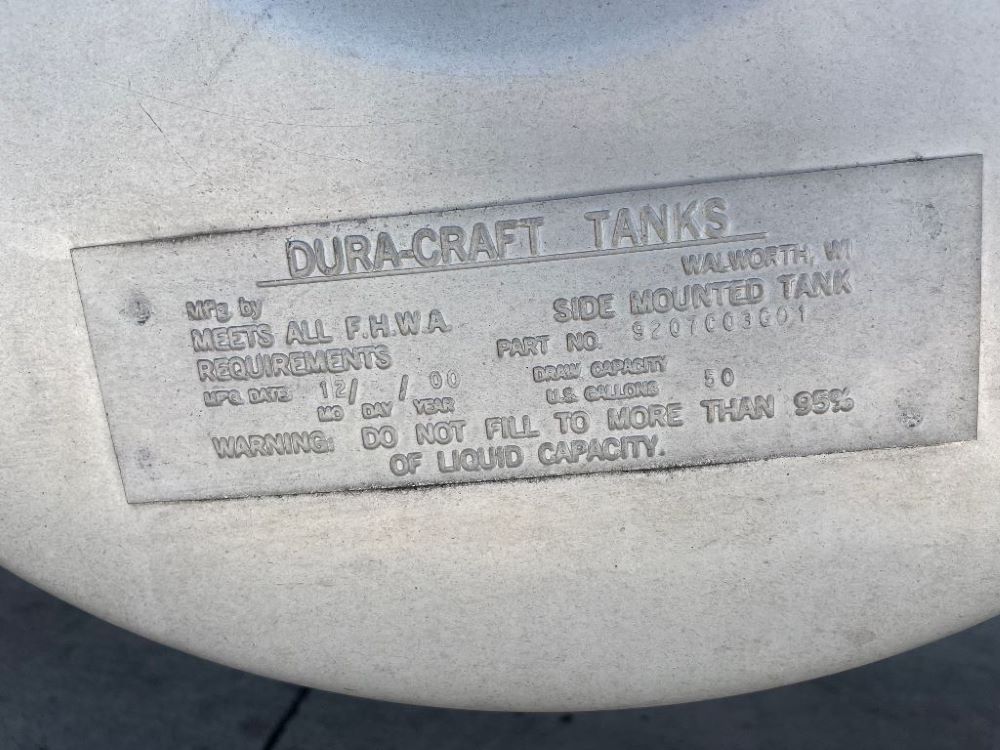 DURA-CRAFT TANKS
WALWORTH, WI
Mfg. by
SIDE MOUNTED TANK
MEETS ALL F.H.W.A.
REQUIREMENTS
PART NO. 9207003001
MFG. DATE 12/ /00
MO DAY YEAR
DRAW CAPACITY
U.S. GALLONS 50
WARNING: DO NOT FILL TO MORE THAN 95%
OF LIQUID CAPACITY.